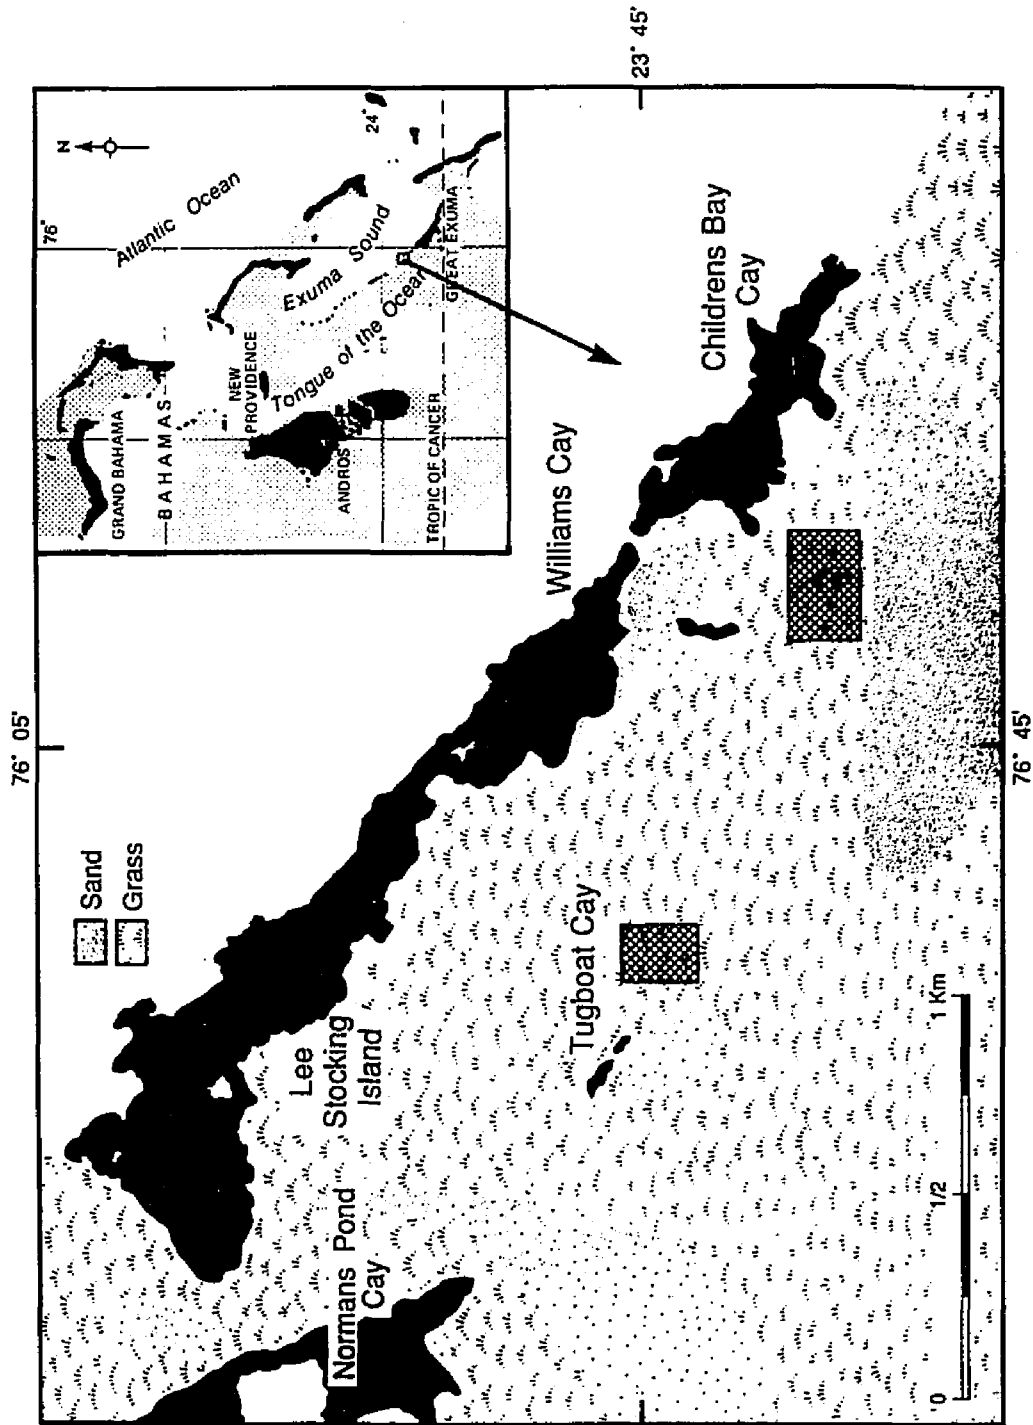 76° 05'
Sand
Grass
N
76°
24°
Atlantic Ocean
GRAND BAHAMA
BAHAMAS
NEW
PROVIDENCE
Exuma Sound
Tongue of the Ocean
ANDROS
GREAT EXUMA
TROPIC OF CANCER
23° 45'
Lee
Stocking
Island
Normans Pond
Cay
Williams Cay
Childrens Bay
Cay
Tugboat Cay
0
1/2
1 Km
76° 45'